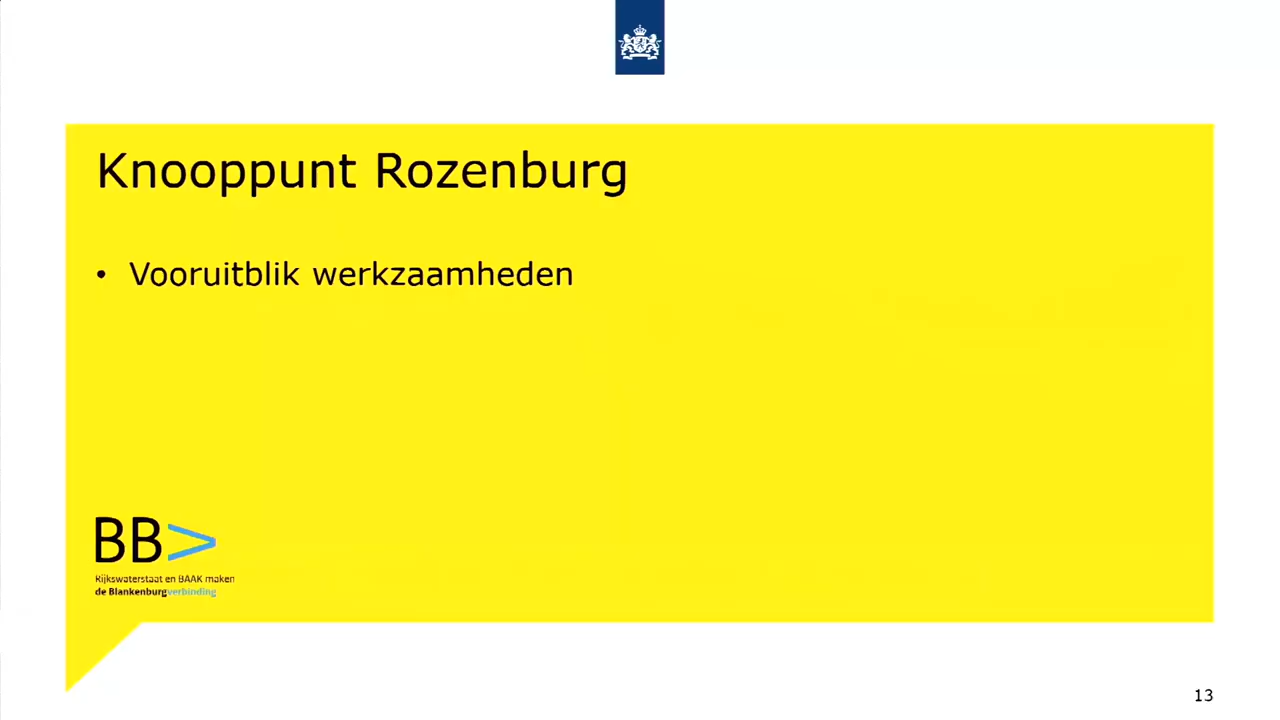 Knooppunt Rozenburg
• Vooruitblik werkzaamheden
BB>
Rijkswaterstaat en BAAK maken
de Blankenburgverbinding
13